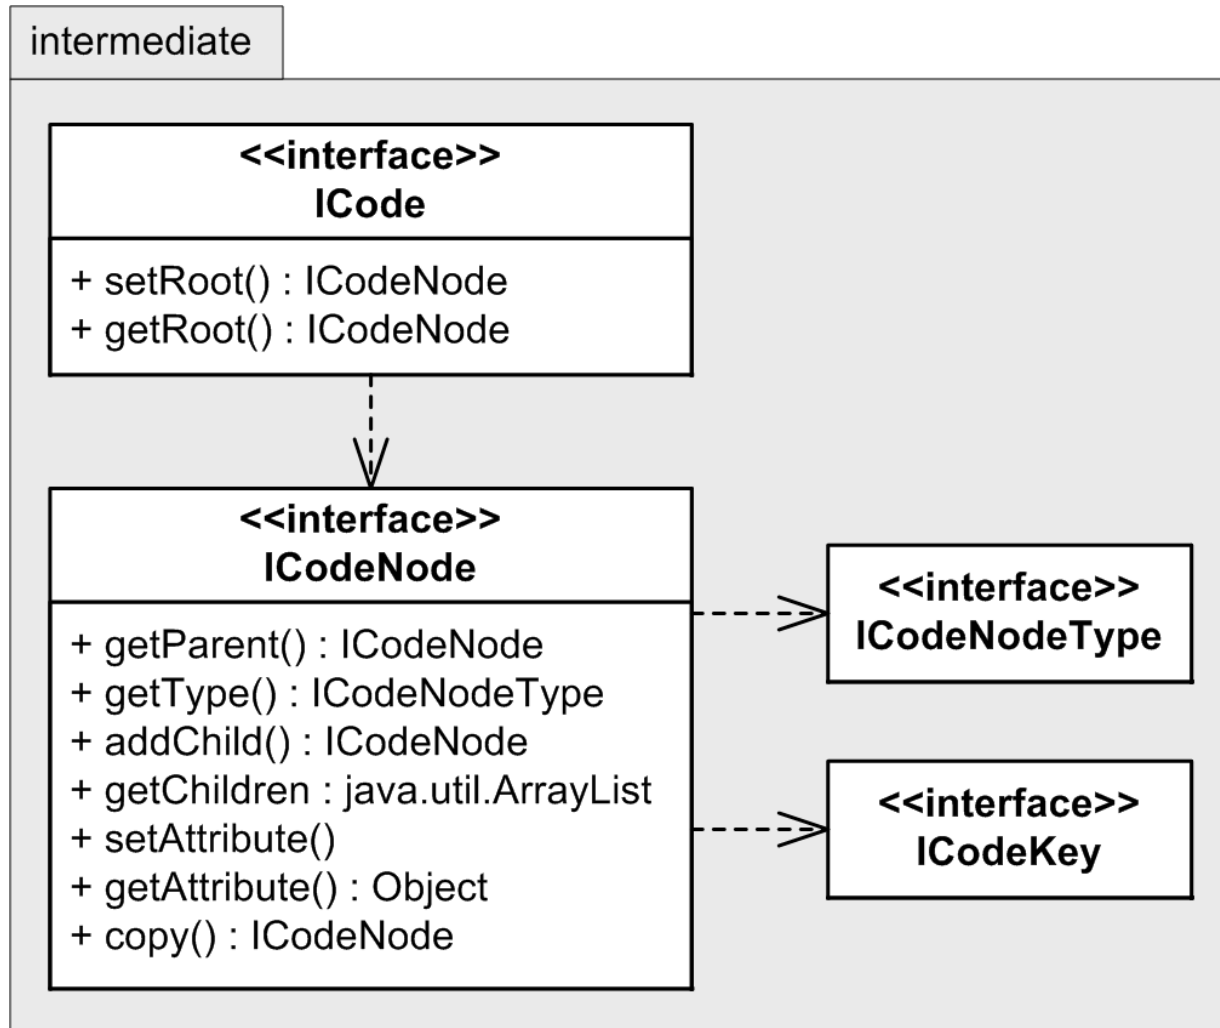 intermediate
<<interface>>
ICode
+ setRoot() : ICodeNode
+ getRoot() : ICodeNode
<<interface>>
ICodeNode
+ getParent() : ICodeNode
+ getType() : ICodeNodeType
+ addChild() : ICodeNode
+ getChildren : java.util.ArrayList
+ setAttribute()
+ getAttribute() : Object
+ copy() : ICodeNode
<<interface>>
ICodeNodeType
<<interface>>
ICodeKey